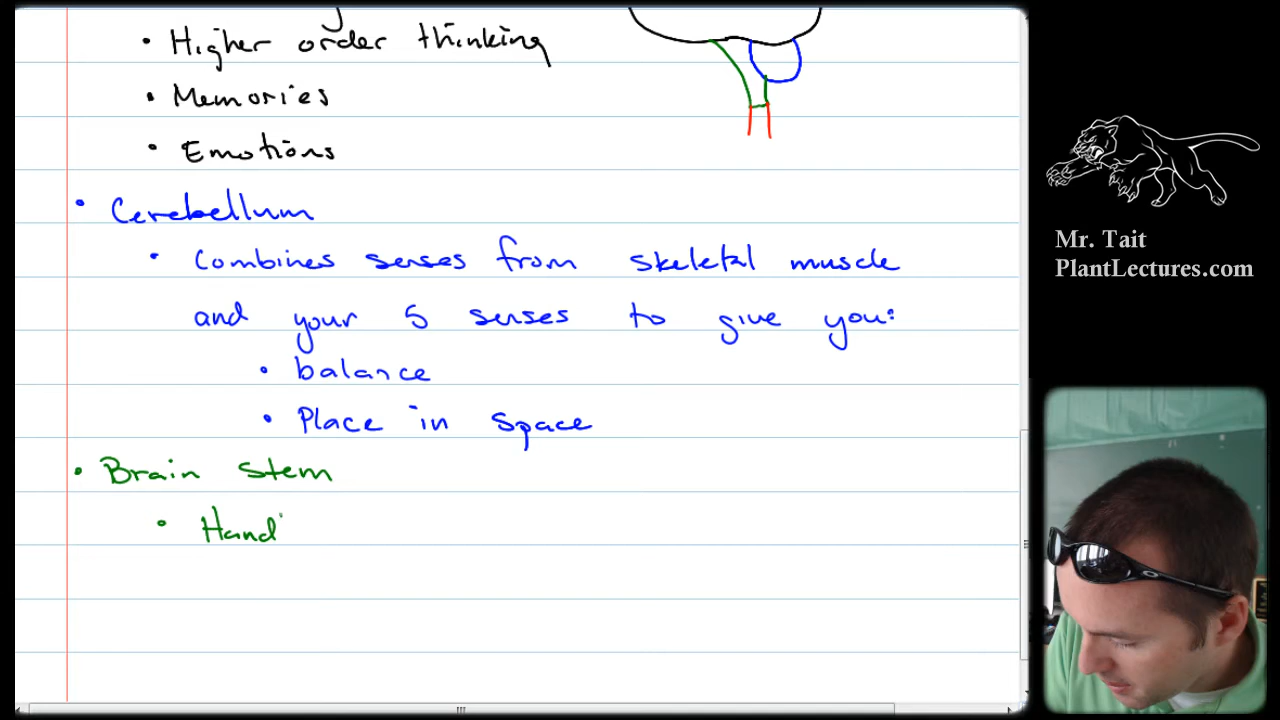 • Higher order thinking
• Memories
• Emotions
• Cerebellum
• Combines senses from skeletal muscle
and your 5 senses to give you:
• balance
• Place in space
• Brain stem
• Hand
Mr. Tait
PlantLectures.com